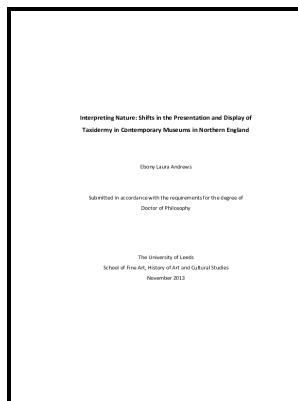 Interpreting Nature: Shifts in the Presentation and Display of
Taxidermy in Contemporary Museums in Northern England
Ebony Laura Andrews
Submitted in accordance with the requirements for the degree of
Doctor of Philosophy
The University of Leeds
School of Fine Art, History of Art and Cultural Studies
November 2013